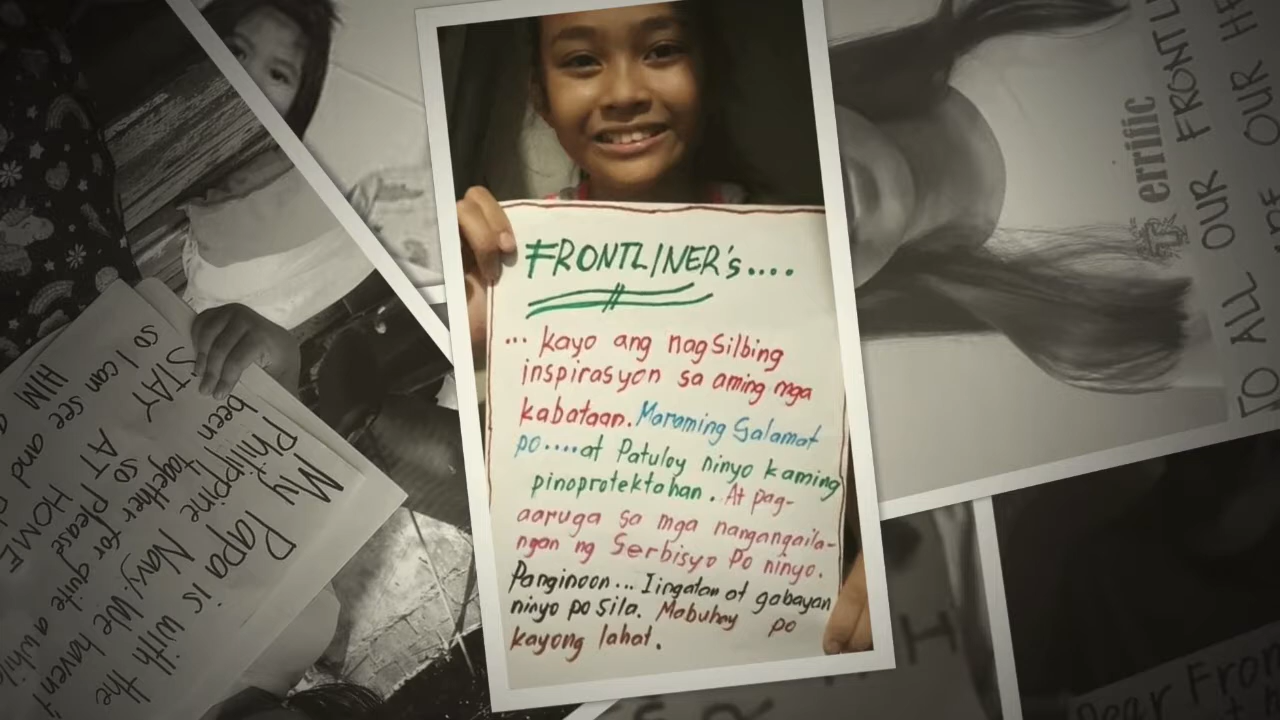 FRONTLINER's....
... kayo ang nagSilbing
inspirasyon sa aming mga
kabataan. Maraming Salamat
po....at Patuloy ninyo kaming
pinoprotektahan. At pag-
aaruga sa mga nangangaila-
ngan ng Serbisyo Po ninyo.
Panginoon... Iingatan at gabayan
ninyo po sila. Mabuhay po
kayong lahat.
My Papa is with the
Philippine Navy. We haven't
been together for quite a while
so please
STAY AT HOME
so I can see and
HIM
errific
TO ALL OUR FRONTLI
OUR HE
Dear Fron